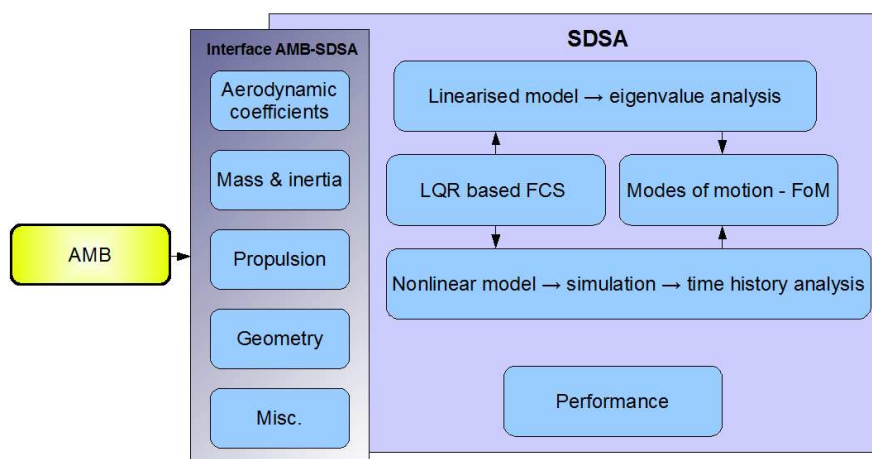 AMB
Interface AMB-SDSA
Aerodynamic
coefficients
Mass & inertia
Propulsion
Geometry
Misc.
SDSA
Linearised model → eigenvalue analysis
LQR based FCS
Modes of motion - FoM
Nonlinear model → simulation → time history analysis
Performance